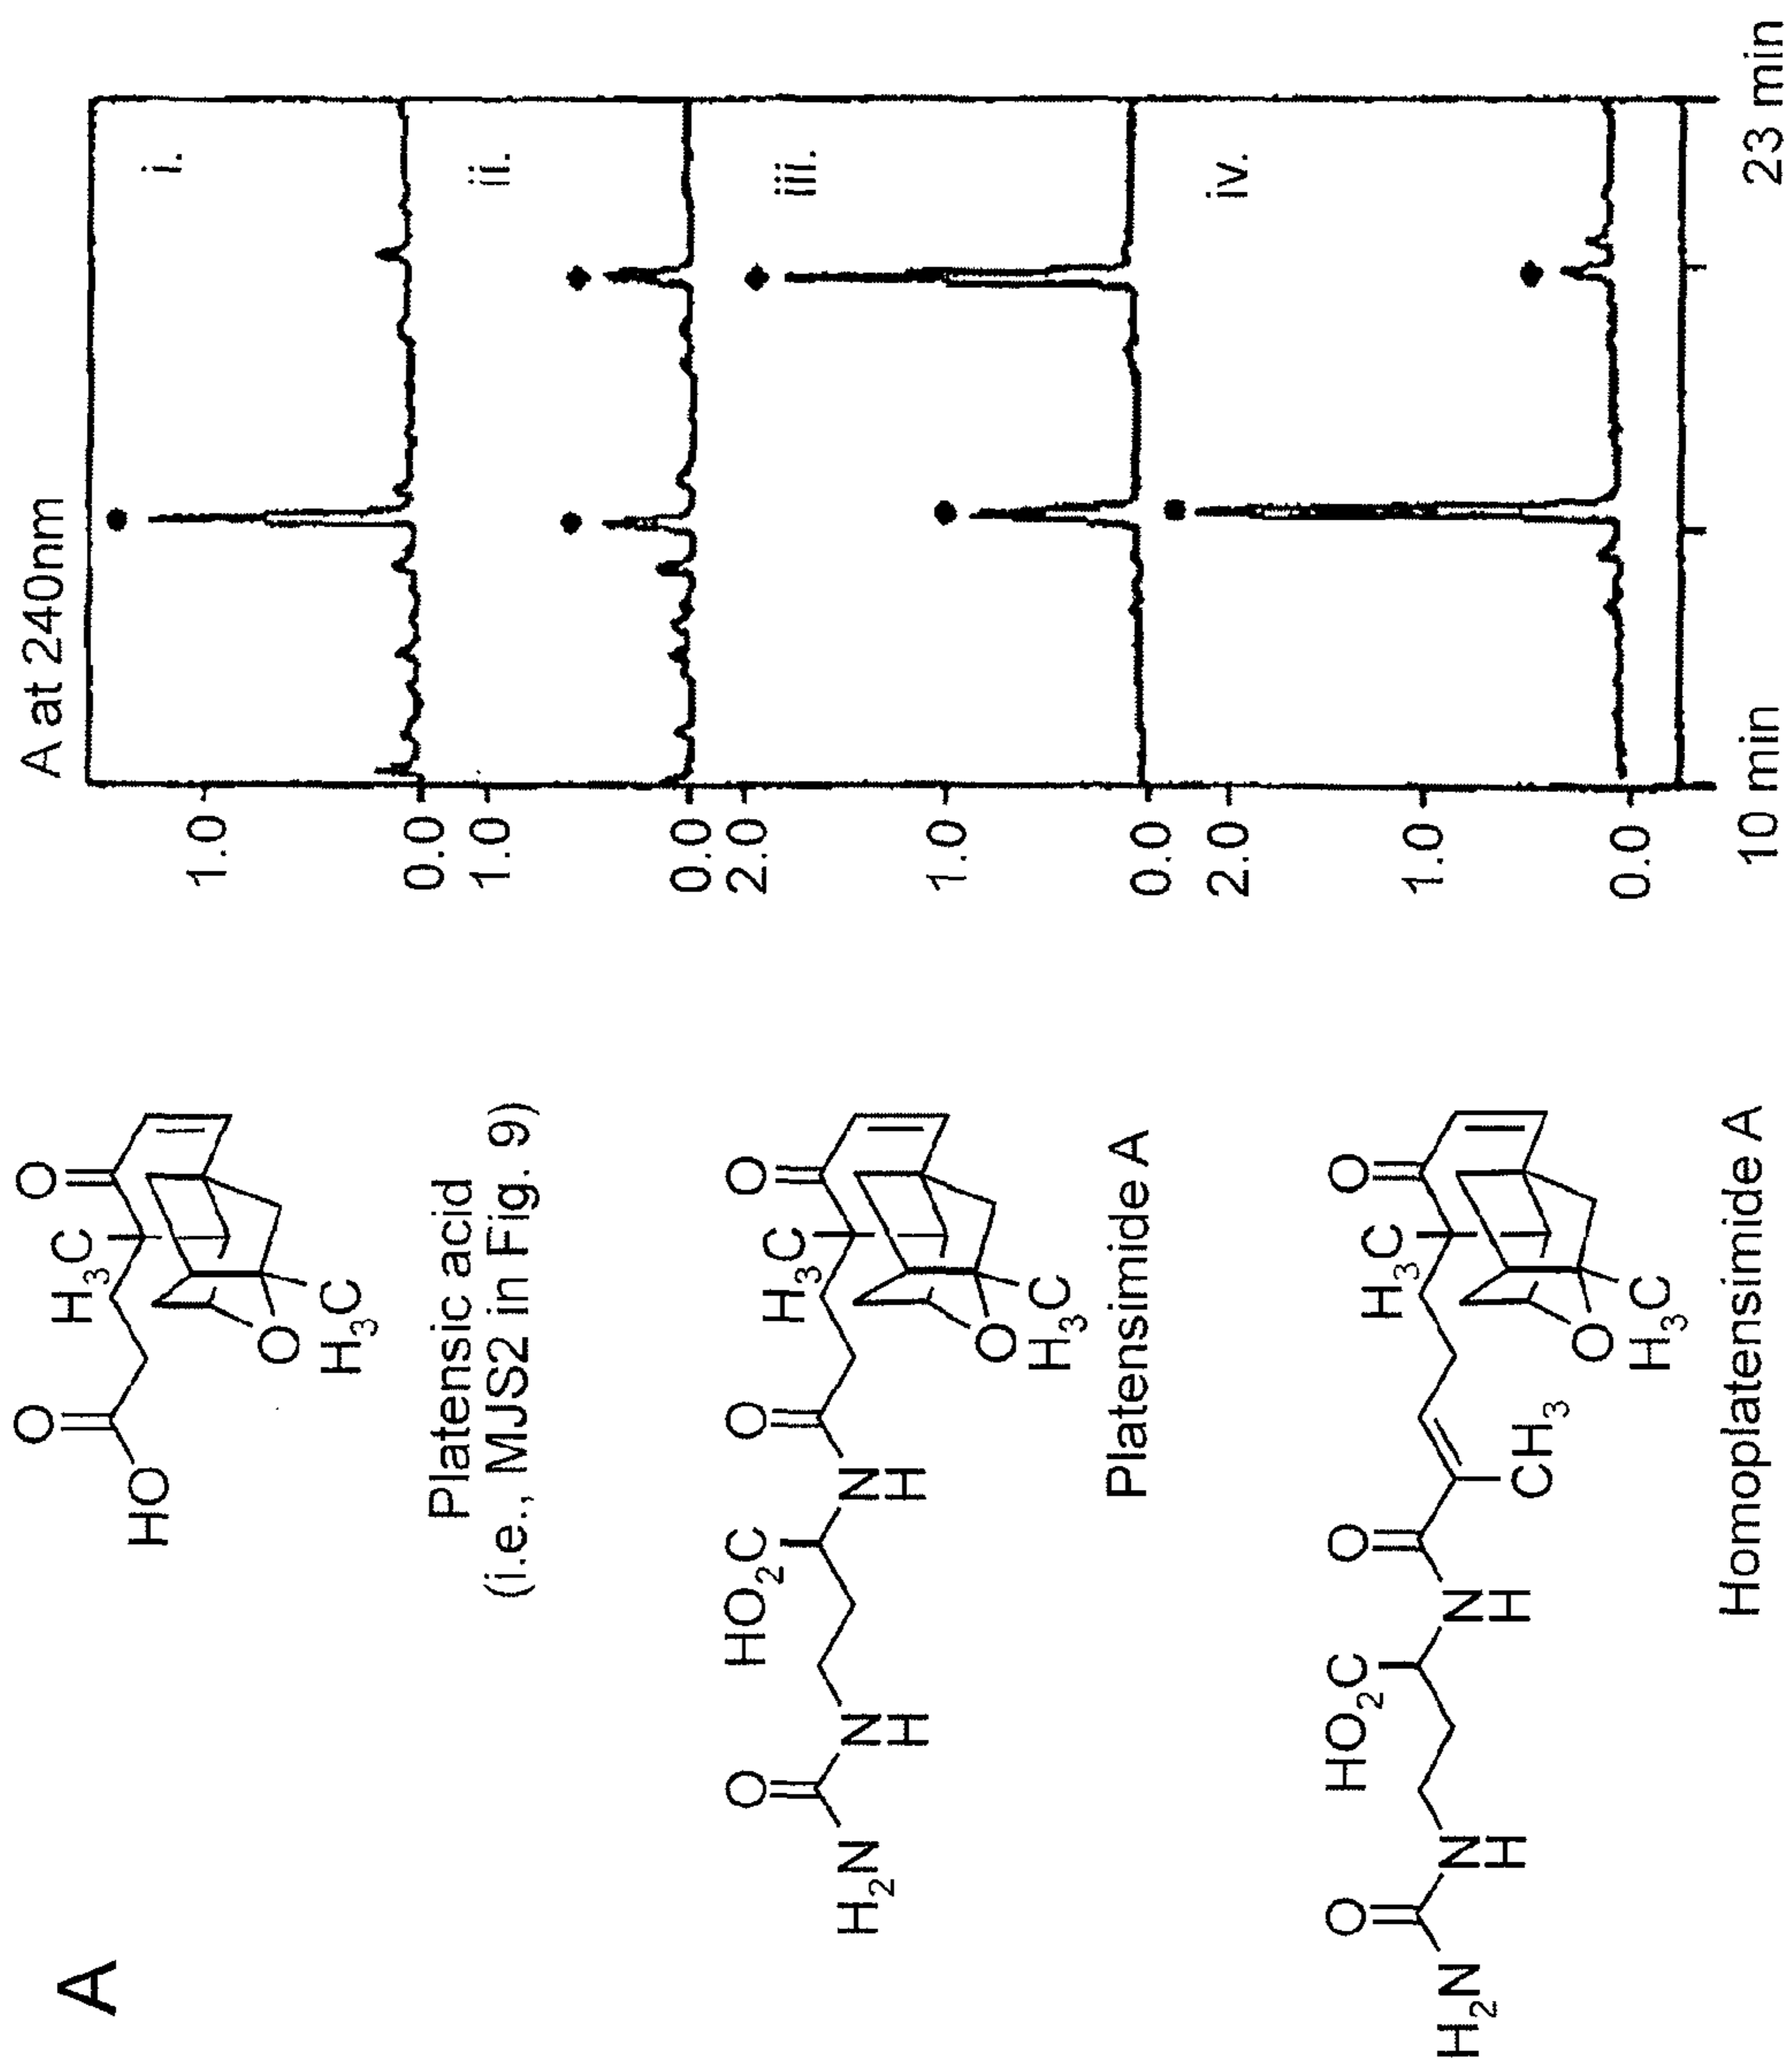 A
O
O
H₃C
HO
O
H₃C
Platensic acid
(i.e., MJS2 in Fig. 9)
O
HO₂C
O
H₃C
O
H₂N
N
H
N
H
O
H₃C
Platensimide A
O
HO₂C
O
H₃C
O
H₂N
N
H
N
H
CH₃
O
H₃C
Homoplatensimide A
A at 240nm
i.
1.0
0.0
ii.
1.0
0.0
iii.
2.0
1.0
0.0
iv.
2.0
1.0
0.0
10 min
23 min